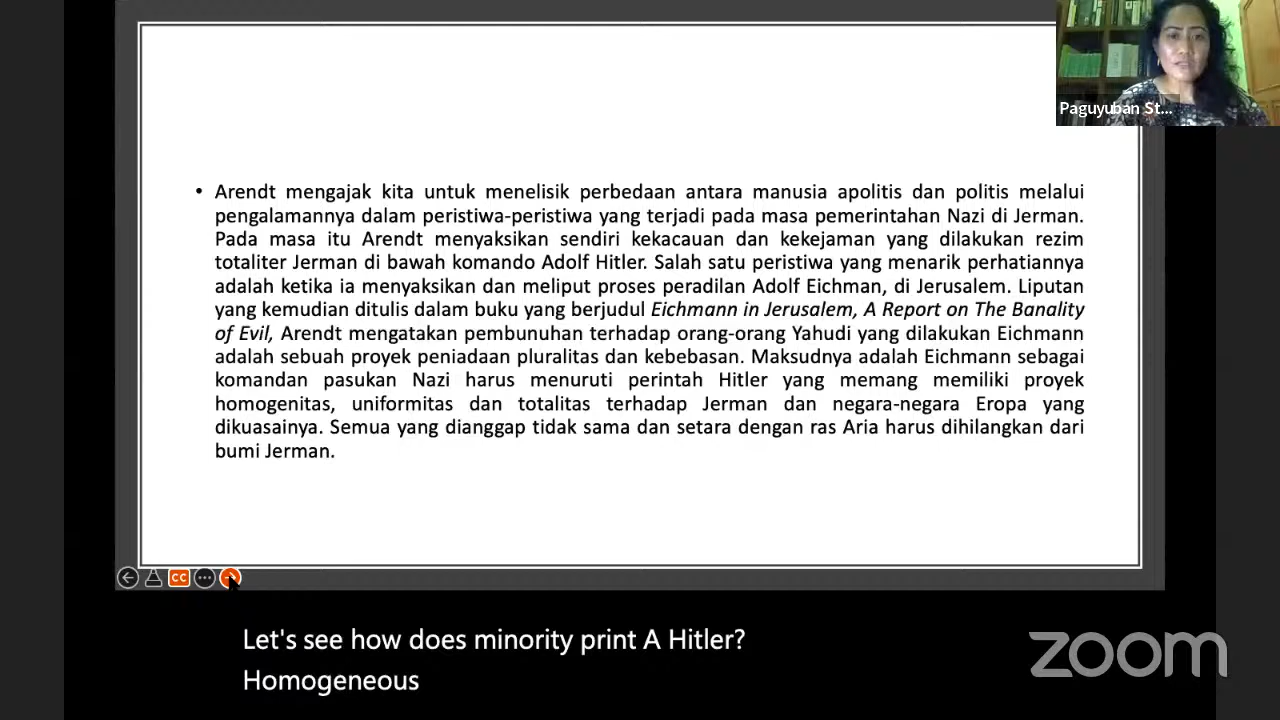 Paguyuban St...
• Arendt mengajak kita untuk menelisik perbedaan antara manusia apolitis dan politis melalui
pengalamannya dalam peristiwa-peristiwa yang terjadi pada masa pemerintahan Nazi di Jerman.
Pada masa itu Arendt menyaksikan sendiri kekacauan dan kekejaman yang dilakukan rezim
totaliter Jerman di bawah komando Adolf Hitler. Salah satu peristiwa yang menarik perhatiannya
adalah ketika ia menyaksikan dan meliput proses peradilan Adolf Eichman, di Jerusalem. Liputan
yang kemudian ditulis dalam buku yang berjudul Eichmann in Jerusalem, A Report on The Banality
of Evil, Arendt mengatakan pembunuhan terhadap orang-orang Yahudi yang dilakukan Eichmann
adalah sebuah proyek peniadaan pluralitas dan kebebasan. Maksudnya adalah Eichmann sebagai
komandan pasukan Nazi harus menuruti perintah Hitler yang memang memiliki proyek
homogenitas, uniformitas dan totalitas terhadap Jerman dan negara-negara Eropa yang
dikuasainya. Semua yang dianggap tidak sama dan setara dengan ras Aria harus dihilangkan dari
bumi Jerman.
CC
Let's see how does minority print A Hitler?
Homogeneous
zoom